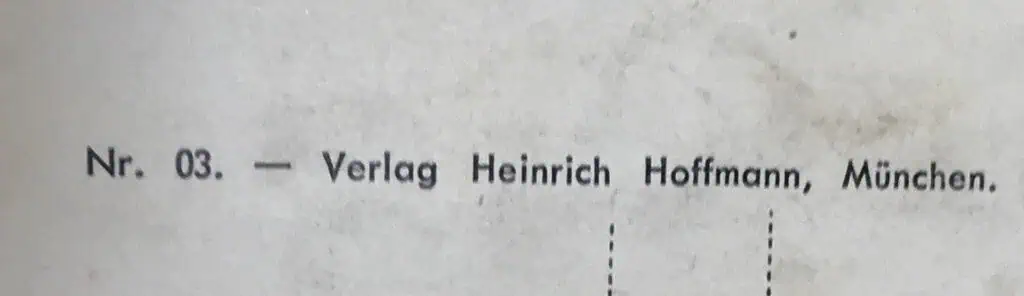 Nr. 03. — Verlag Heinrich Hoffmann, München.